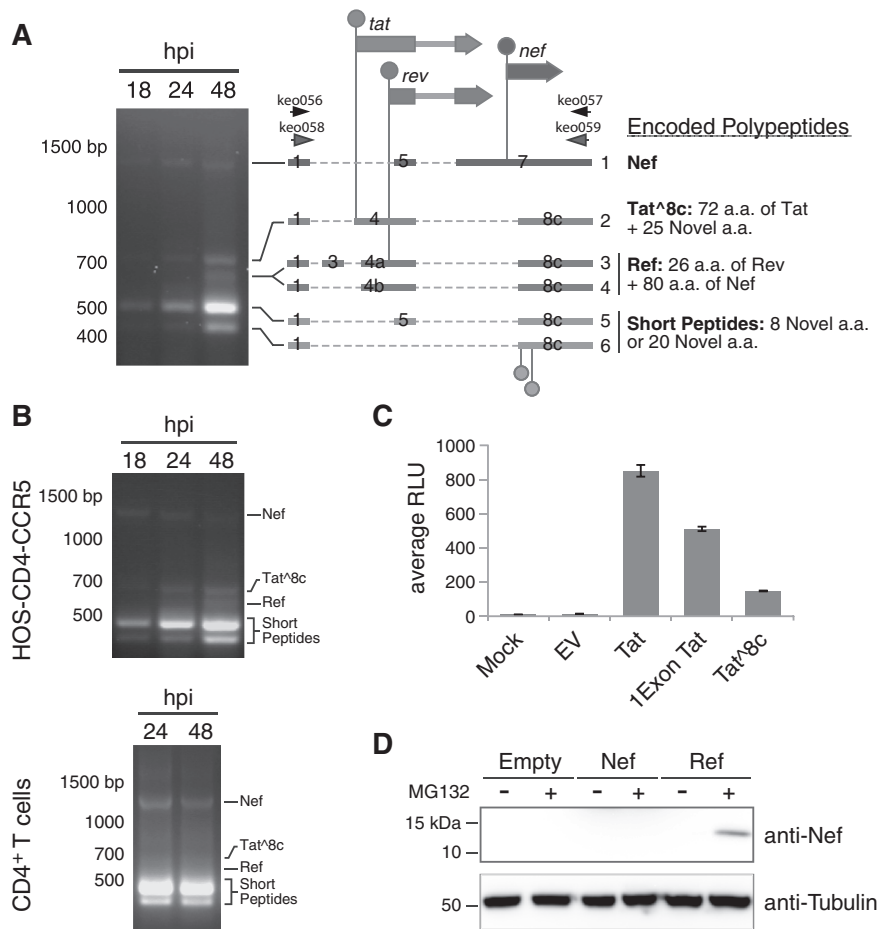 A
hpi
18 24 48
1500 bp
1000
700
500
400
tat
rev
nef
keo056
keo058
keo057
keo059
Encoded Polypeptides
1 5 7 1 Nef
1 4 8c 2 Tat^8c: 72 a.a. of Tat
+ 25 Novel a.a.
1 3 4a 8c 3 Ref: 26 a.a. of Rev
1 4b 8c 4 + 80 a.a. of Nef
1 5 8c 5 Short Peptides: 8 Novel a.a.
1 8c 6 or 20 Novel a.a.
B
HOS-CD4-CCR5
hpi
18 24 48
1500 bp
1000
700
500
Nef
Tat^8c
Ref
Short
Peptides
CD4+ T cells
hpi
24 48
1500 bp
1000
700
500
Nef
Tat^8c
Ref
Short
Peptides
C
average RLU
1000
800
600
400
200
0
Mock
EV
Tat
1Exon Tat
Tat^8c
D
Empty Nef Ref
MG132 - + - + - +
15 kDa
10
anti-Nef
50
anti-Tubulin